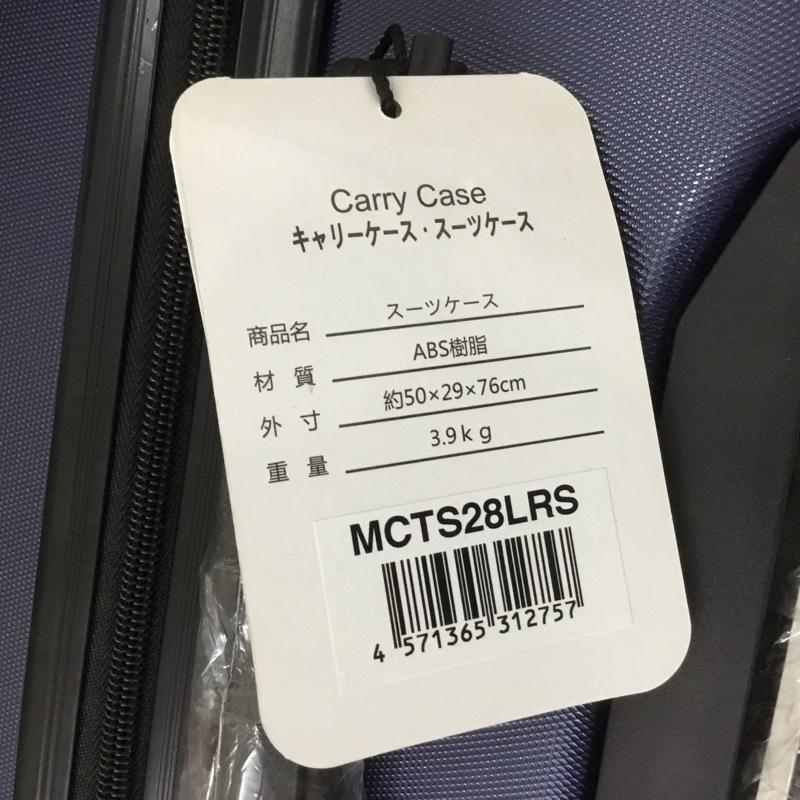 Carry Case
キャリーケース・スーツケース
商品名 スーツケース
材 質 ABS樹脂
外 寸 約50×29×76cm
重 量 3.9kg
MCTS28LRS
4 571365 312757